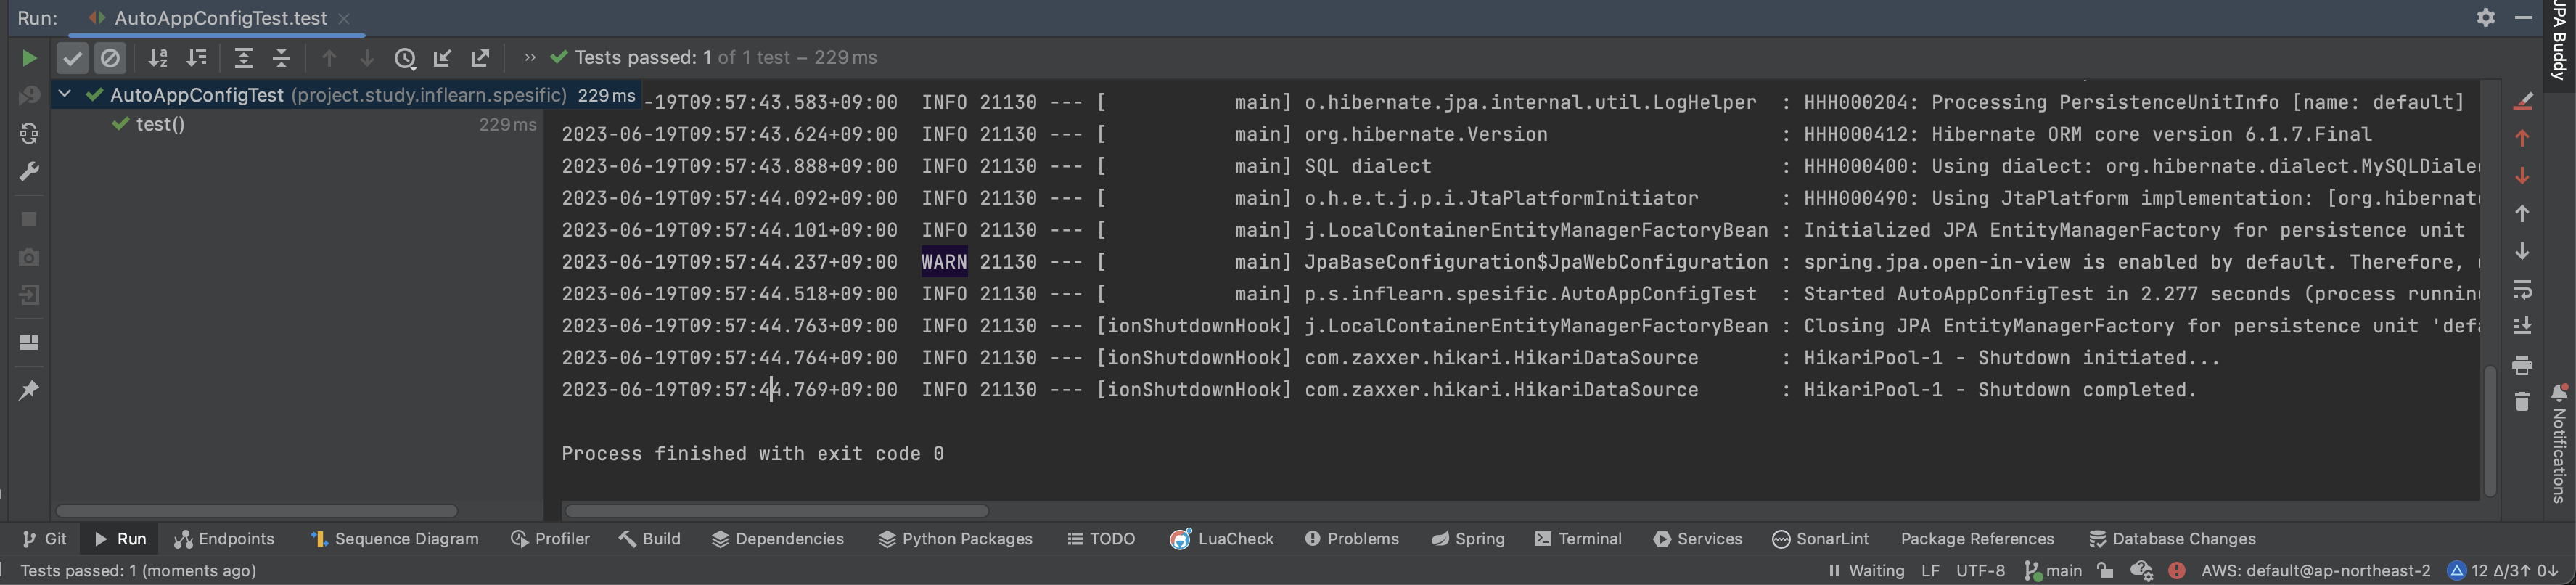 Run: AutoAppConfigTest.test
JPA Buddy
Tests passed: 1 of 1 test – 229 ms
AutoAppConfigTest (project.study.inflearn.spesific) 229 ms
test() 229 ms
-19T09:57:43.583+09:00 INFO 21130 --- [ main] o.hibernate.jpa.internal.util.LogHelper : HHH000204: Processing PersistenceUnitInfo [name: default]
2023-06-19T09:57:43.624+09:00 INFO 21130 --- [ main] org.hibernate.Version : HHH000412: Hibernate ORM core version 6.1.7.Final
2023-06-19T09:57:43.888+09:00 INFO 21130 --- [ main] SQL dialect : HHH000400: Using dialect: org.hibernate.dialect.MySQLDiale
2023-06-19T09:57:44.092+09:00 INFO 21130 --- [ main] o.h.e.t.j.p.i.JtaPlatformInitiator : HHH000490: Using JtaPlatform implementation: [org.hibernat
2023-06-19T09:57:44.101+09:00 INFO 21130 --- [ main] j.LocalContainerEntityManagerFactoryBean : Initialized JPA EntityManagerFactory for persistence unit
2023-06-19T09:57:44.237+09:00 WARN 21130 --- [ main] JpaBaseConfiguration$JpaWebConfiguration : spring.jpa.open-in-view is enabled by default. Therefore,
2023-06-19T09:57:44.518+09:00 INFO 21130 --- [ main] p.s.inflearn.spesific.AutoAppConfigTest : Started AutoAppConfigTest in 2.277 seconds (process runnin
2023-06-19T09:57:44.763+09:00 INFO 21130 --- [ionShutdownHook] j.LocalContainerEntityManagerFactoryBean : Closing JPA EntityManagerFactory for persistence unit 'defa
2023-06-19T09:57:44.764+09:00 INFO 21130 --- [ionShutdownHook] com.zaxxer.hikari.HikariDataSource : HikariPool-1 - Shutdown initiated...
2023-06-19T09:57:44.769+09:00 INFO 21130 --- [ionShutdownHook] com.zaxxer.hikari.HikariDataSource : HikariPool-1 - Shutdown completed.
Process finished with exit code 0
Notifications
Git Run Endpoints Sequence Diagram Profiler Build Dependencies Python Packages TODO LuaCheck Problems Spring Terminal Services SonarLint Package References Database Changes
Tests passed: 1 (moments ago) Waiting LF UTF-8 main AWS: default@ap-northeast-2 12 Δ/3↑ 0↓